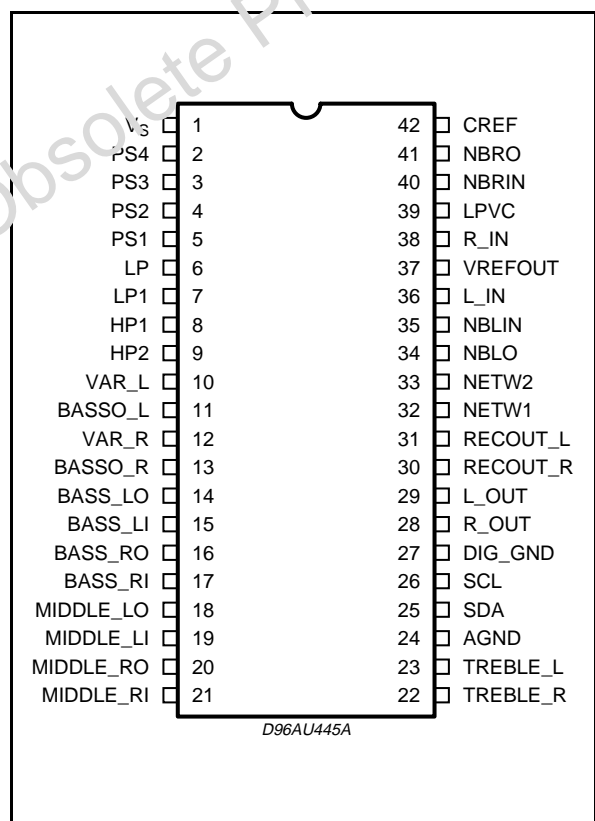 Obsolete Pr
VS 1 42 CREF
PS4 2 41 NBRO
PS3 3 40 NBRIN
PS2 4 39 LPVC
PS1 5 38 R_IN
LP 6 37 VREFOUT
LP1 7 36 L_IN
HP1 8 35 NBLIN
HP2 9 34 NBLO
VAR_L 10 33 NETW2
BASSO_L 11 32 NETW1
VAR_R 12 31 RECOUT_L
BASSO_R 13 30 RECOUT_R
BASS_LO 14 29 L_OUT
BASS_LI 15 28 R_OUT
BASS_RO 16 27 DIG_GND
BASS_RI 17 26 SCL
MIDDLE_LO 18 25 SDA
MIDDLE_LI 19 24 AGND
MIDDLE_RO 20 23 TREBLE_L
MIDDLE_RI 21 22 TREBLE_R
D96AU445A